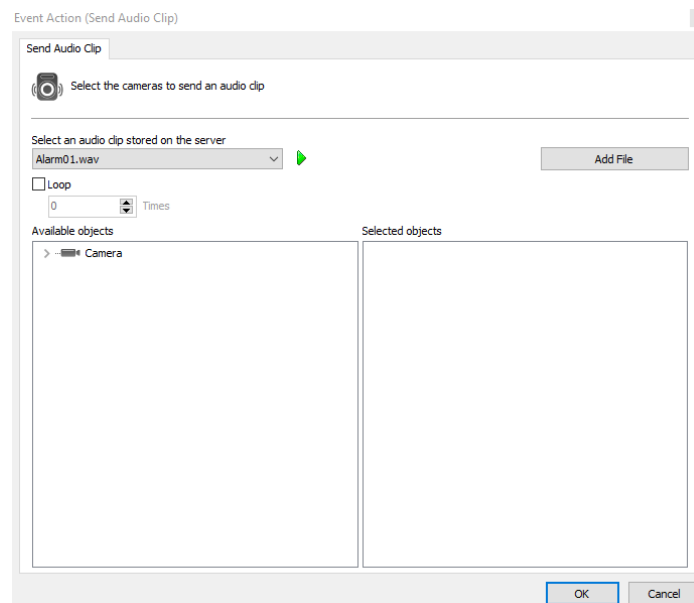 Event Action (Send Audio Clip)
Send Audio Clip
Select the cameras to send an audio clip
Select an audio clip stored on the server
Alarm01.wav
Add File
Loop
0 Times
Available objects
Selected objects
Camera
OK
Cancel